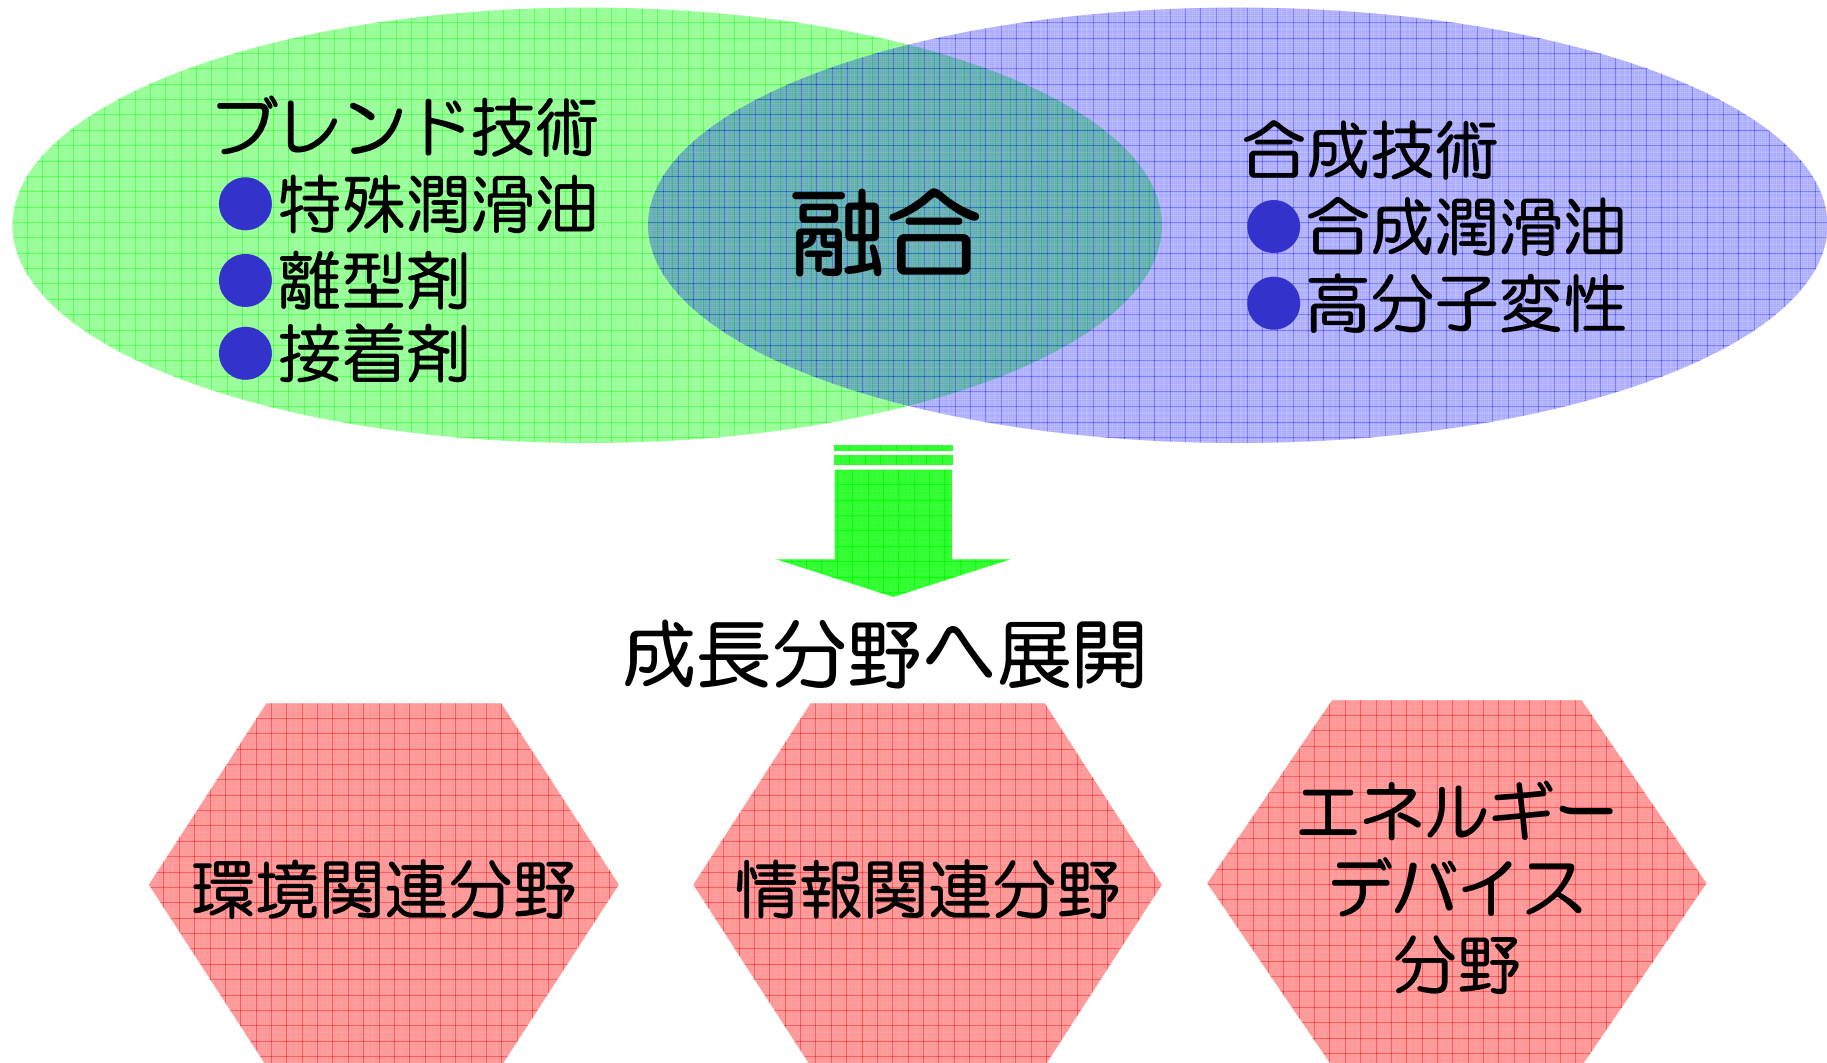 ブレンド技術
●特殊潤滑油
●離型剤
●接着剤
融合
合成技術
●合成潤滑油
●高分子変性
成長分野へ展開
環境関連分野
情報関連分野
エネルギー
デバイス
分野